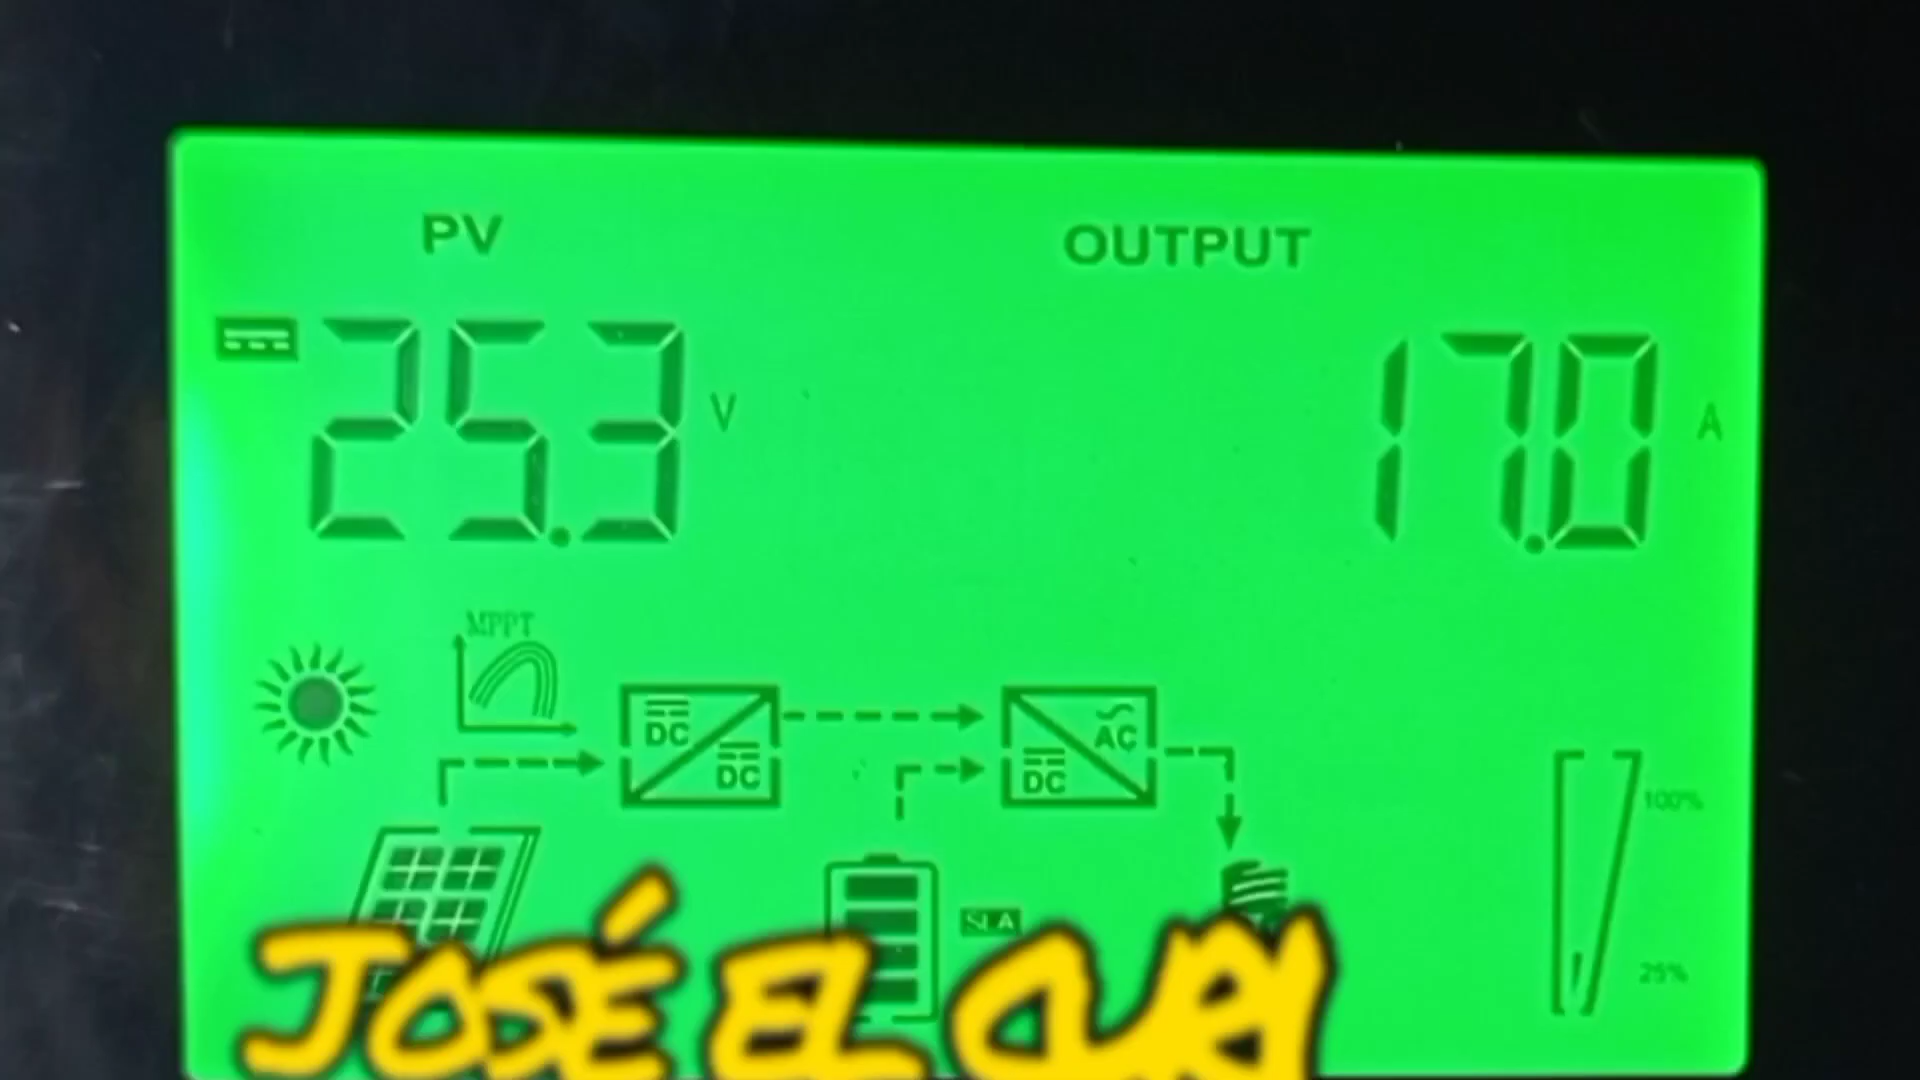 PV OUTPUT
25.3 V 17.0 A
MPPT
DC DC
DC AC
100%
SLA
25%
JOSÉ EL